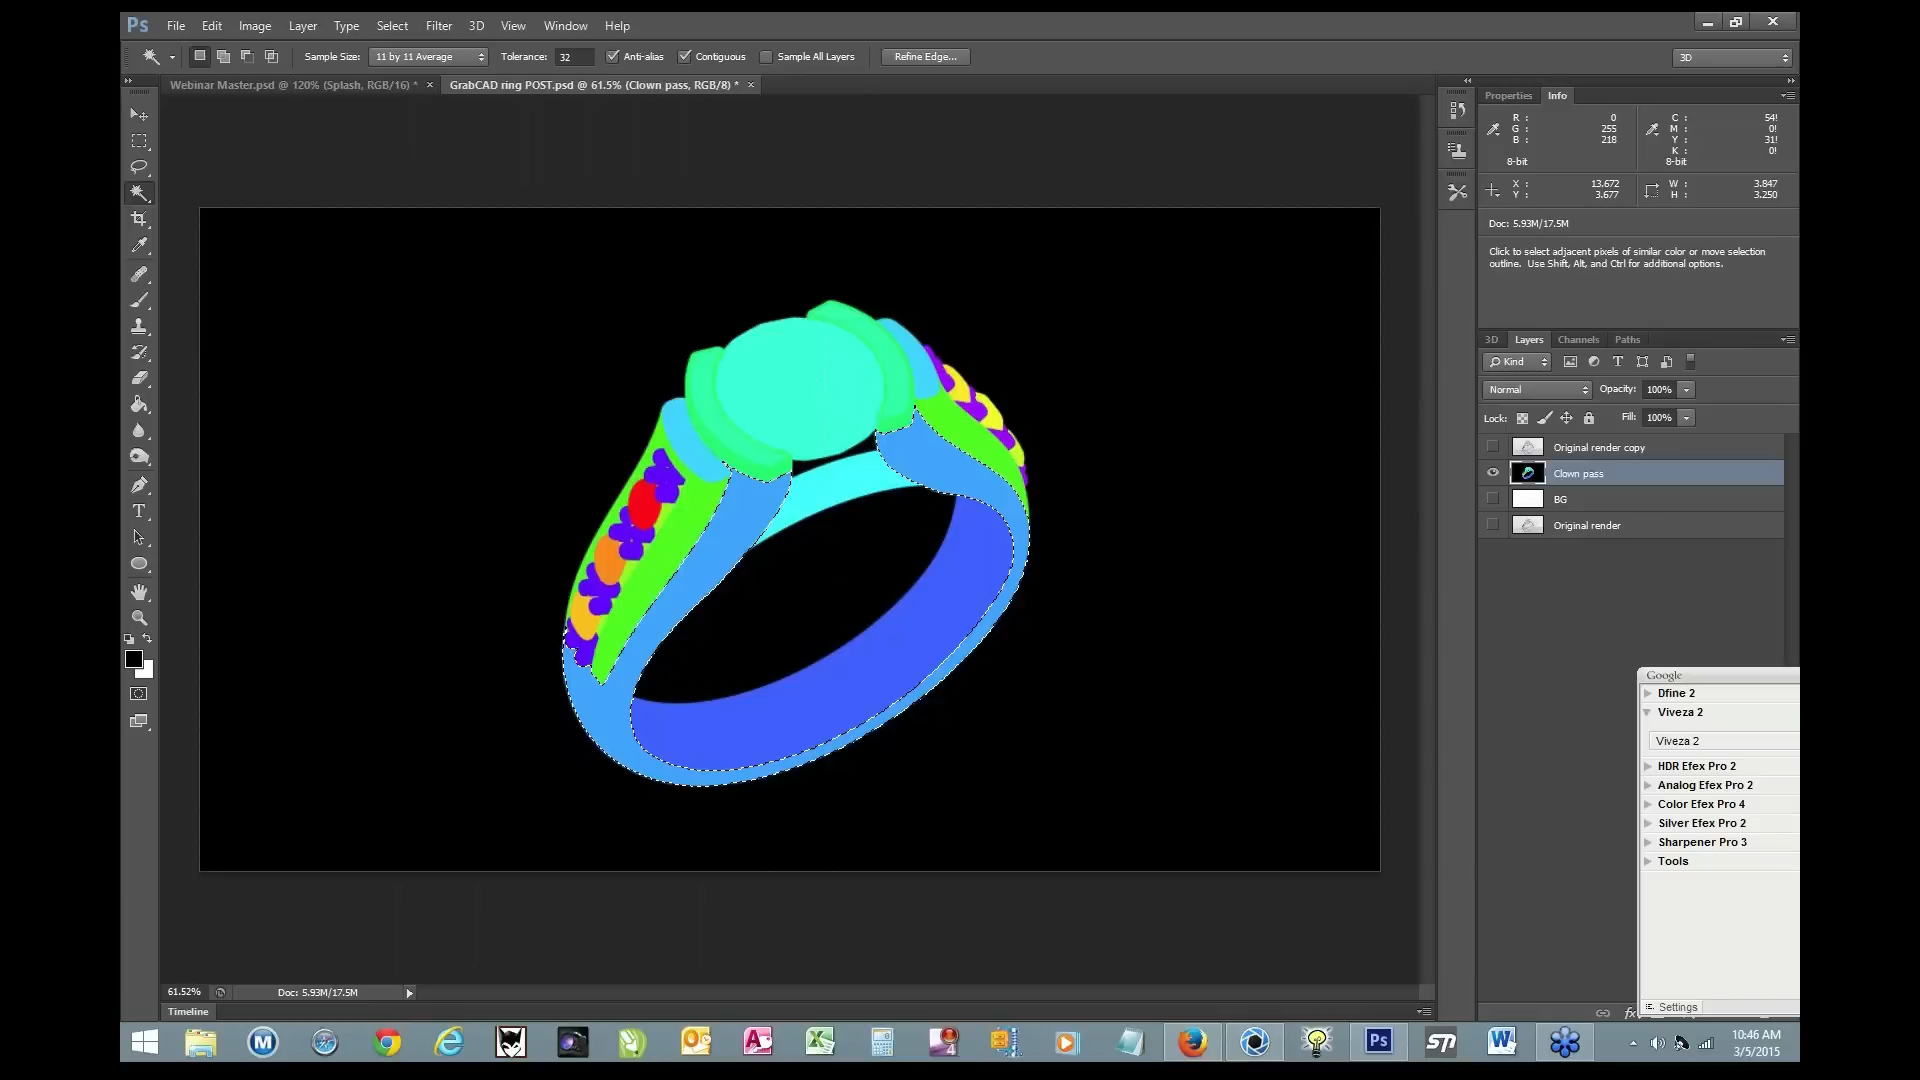 Ps File Edit Image Layer Type Select Filter 3D View Window Help
Sample Size: 11 by 11 Average Tolerance: 32 Anti-alias Contiguous Sample All Layers Refine Edge... 3D
Webinar Master.psd @ 120% (Splash, RGB/16) * × GrabCAD ring POST.psd @ 61.5% (Clown pass, RGB/8) * ×
Properties Info
R : 0 C : 54!
G : 255 M : 0!
B : 218 Y : 31!
K : 0!
8-bit 8-bit
X : 13.672 W : 3.847
Y : 3.677 H : 3.250
Doc: 5.93M/17.5M
Click to select adjacent pixels of similar color or move selection
outline. Use Shift, Alt, and Ctrl for additional options.
3D Layers Channels Paths
Kind
Normal Opacity: 100%
Lock: Fill: 100%
Original render copy
Clown pass
BG
Original render
Google
Dfine 2
Viveza 2
Viveza 2
HDR Efex Pro 2
Analog Efex Pro 2
Color Efex Pro 4
Silver Efex Pro 2
Sharpener Pro 3
Tools
Settings
61.52% Doc: 5.93M/17.5M
Timeline
fx
10:46 AM
3/5/2015